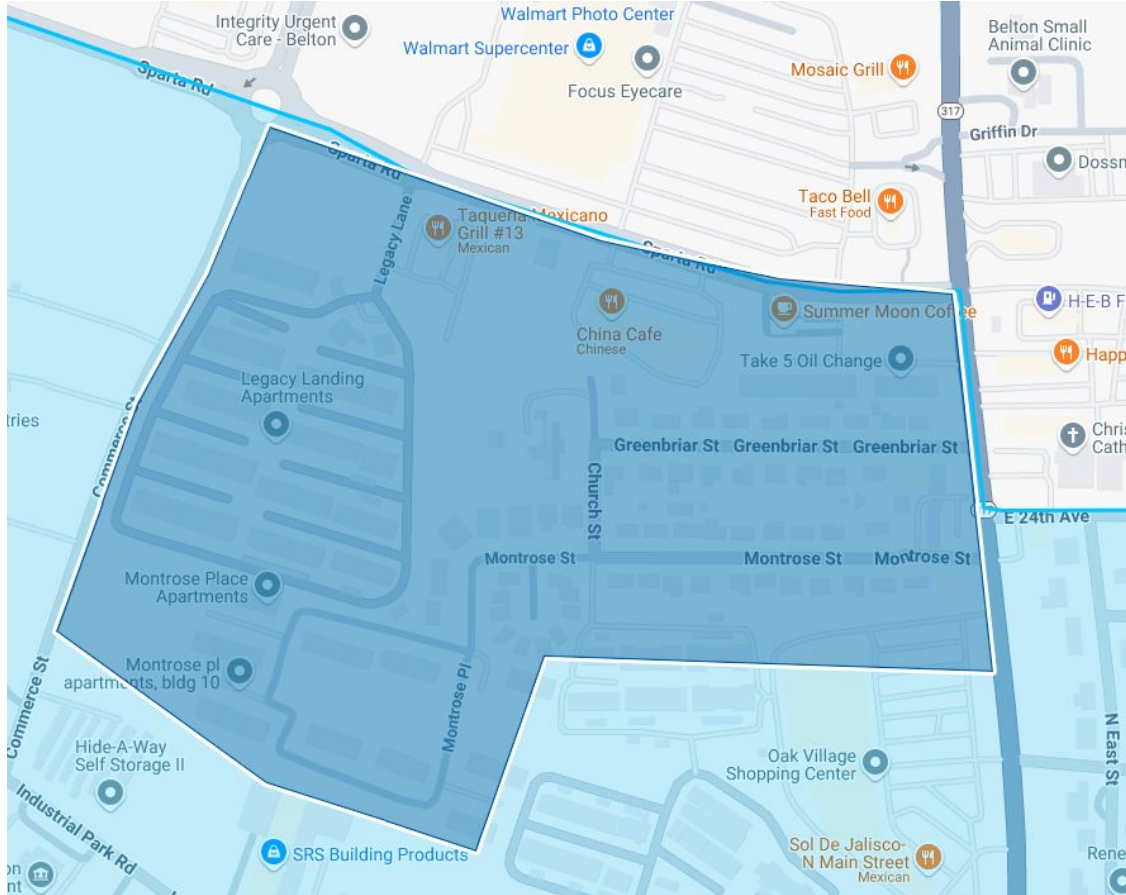 Integrity Urgent
Care - Belton
Walmart Photo Center
Walmart Supercenter
Focus Eyecare
Mosaic Grill
Belton Small
Animal Clinic
Sparta Rd
317
Griffin Dr
Taco Bell
Fast Food
Sparta Rd
Legacy Lane
Taqueria Mexicano
Grill #13
Mexican
Sparta Rd
China Cafe
Chinese
Summer Moon Coffee
Take 5 Oil Change
H-E-B F
Happ
Chris
Cath
Legacy Landing
Apartments
tries
Commerce St
Greenbriar St
Greenbriar St
Greenbriar St
Church St
E 24th Ave
Montrose St
Montrose St
Montrose St
Montrose Place
Apartments
Montrose pl
apartments, bldg 10
Montrose Pl
Commerce St
Hide-A-Way
Self Storage II
Oak Village
Shopping Center
N East St
Industrial Park Rd
SRS Building Products
Sol De Jalisco-
N Main Street
Mexican
Rene
on
nt